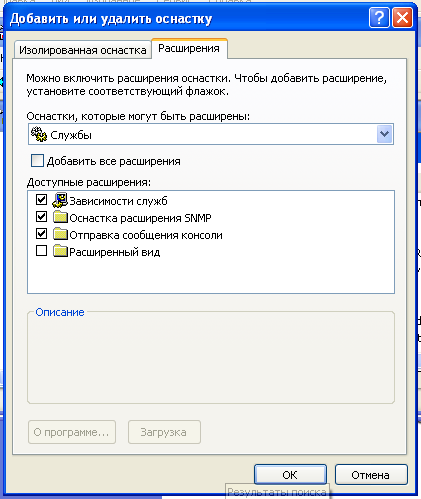 Добавить или удалить оснастку
Изолированная оснастка
Расширения
Можно включить расширения оснастки. Чтобы добавить расширение,
установите соответствующий флажок.
Оснастки, которые могут быть расширены:
Службы
Добавить все расширения
Доступные расширения:
Зависимости служб
Оснастка расширения SNMP
Отправка сообщения консоли
Расширенный вид
Описание
О программе...
Загрузка
ОК
Отмена
Результаты поиска